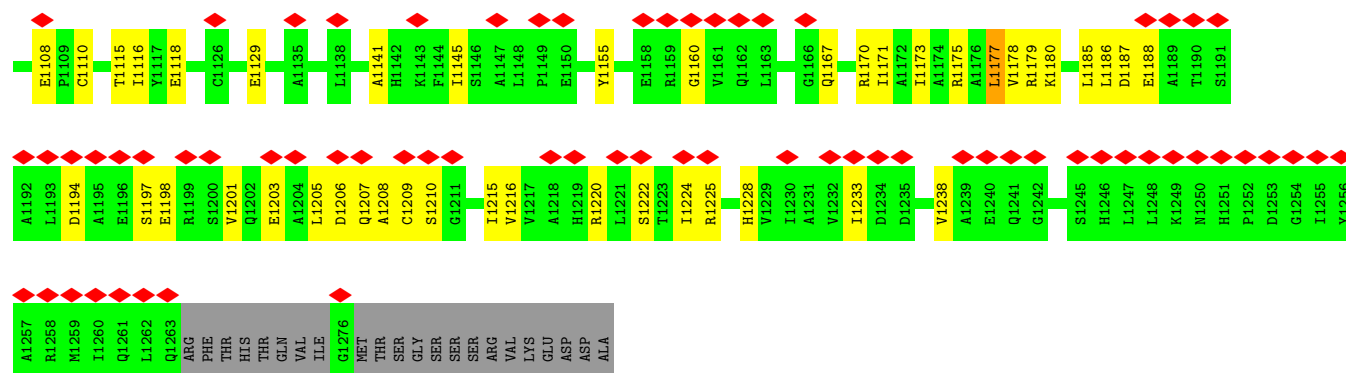 E1108 P1109 C1110 T1115 I1116 Y1117 E1118 C1126 E1129 A1135 L1138 A1141 H1142 K1143 F1144 I1145 S1146 A1147 L1148 P1149 E1150 Y1155 E1158 R1159 G1160 V1161 Q1162 L1163 G1166 Q1167 R1170 I1171 A1172 I1173 A1174 R1175 A1176 L1177 V1178 R1179 K1180 L1185 L1186 D1187 E1188 A1189 T1190 S1191
A1192 L1193 D1194 A1195 E1196 S1197 E1198 R1199 S1200 V1201 Q1202 E1203 A1204 L1205 D1206 Q1207 A1208 C1209 S1210 G1211 I1215 V1216 V1217 A1218 H1219 R1220 L1221 S1222 T1223 I1224 R1225 H1228 V1229 I1230 A1231 V1232 I1233 D1234 D1235 V1238 A1239 E1240 Q1241 G1242 S1245 H1246 L1247 L1248 K1249 N1250 H1251 P1252 D1253 G1254 I1255 Y1256
A1257 R1258 M1259 I1260 Q1261 L1262 Q1263 ARG PHE THR HIS THR GLN VAL ILE G1276 MET THR SER GLY SER SER SER ARG VAL LYS GLU ASP ASP ALA